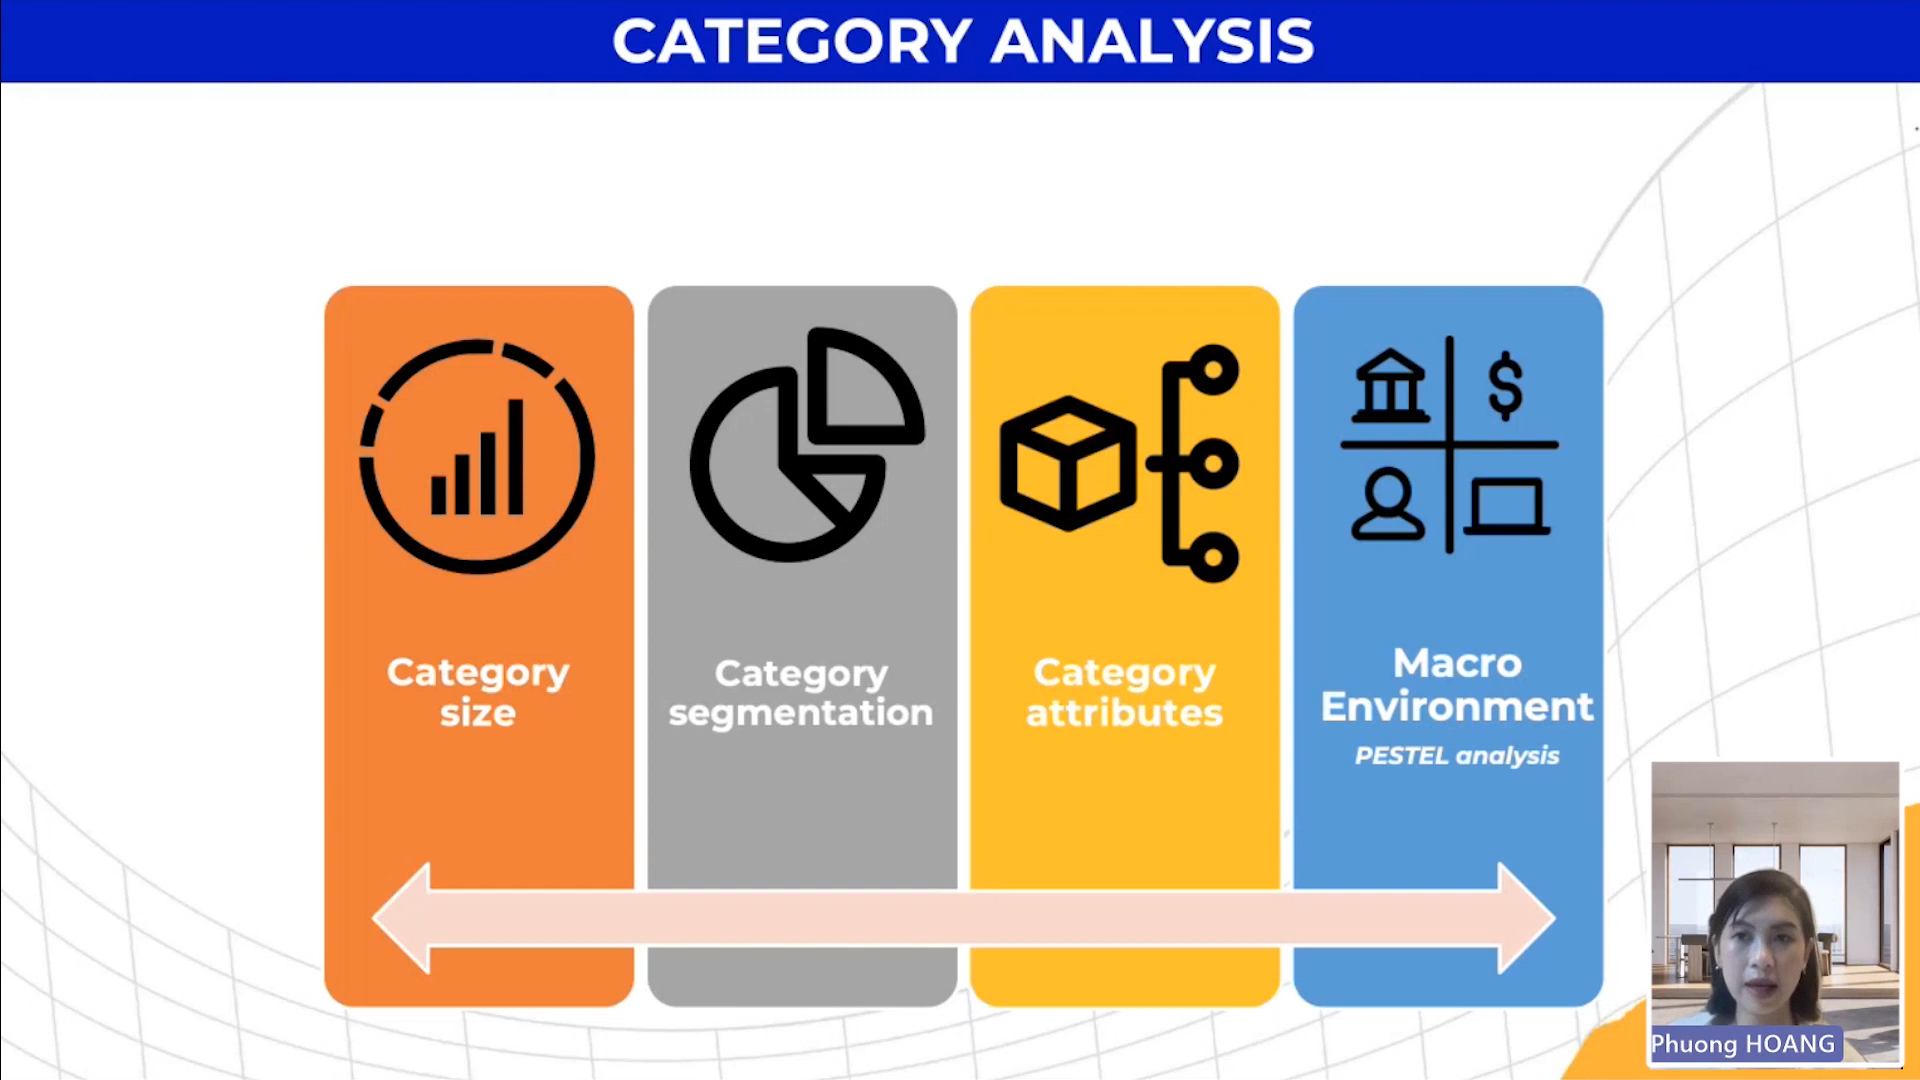 CATEGORY ANALYSIS
Category
size
Category
segmentation
Category
attributes
Macro
Environment
PESTEL analysis
Phuong HOANG